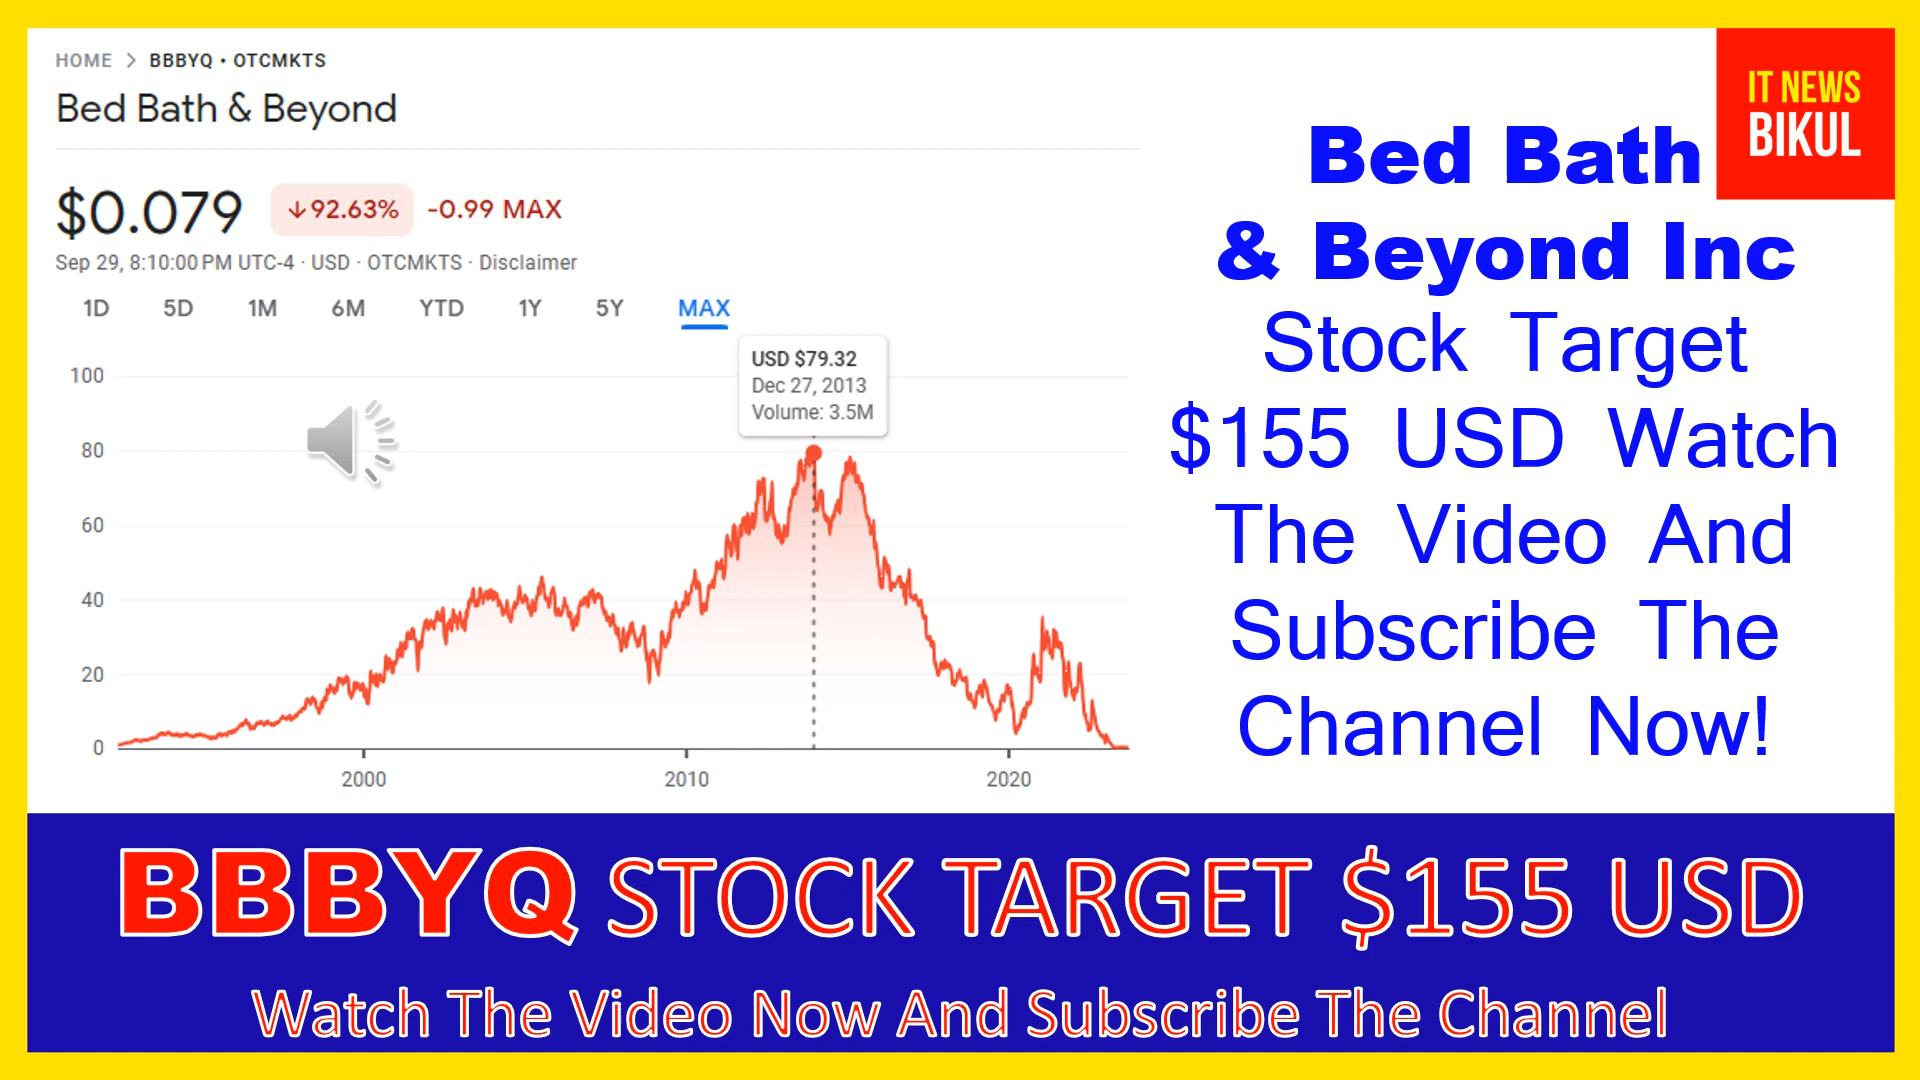 HOME > BBBYQ • OTCMKTS
Bed Bath & Beyond
$0.079 ↓92.63% -0.99 MAX
Sep 29, 8:10:00 PM UTC-4 · USD · OTCMKTS · Disclaimer
1D 5D 1M 6M YTD 1Y 5Y MAX
USD $79.32
Dec 27, 2013
Volume: 3.5M
100
80
60
40
20
0
2000 2010 2020
IT NEWS
BIKUL
Bed Bath
& Beyond Inc
Stock Target
$155 USD Watch
The Video And
Subscribe The
Channel Now!
BBBYQ STOCK TARGET $155 USD
Watch The Video Now And Subscribe The Channel